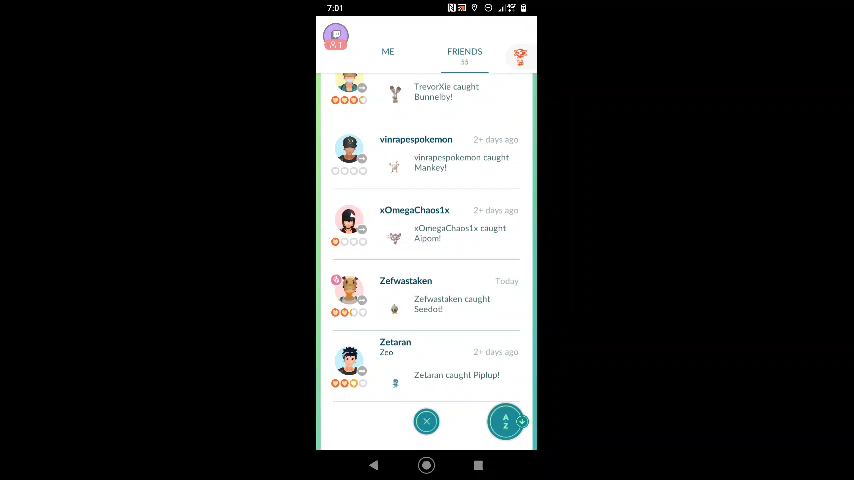 7:01
1
ME
FRIENDS
55
TrevorXie caught
Bunnelby!
vinrapespokemon
2+ days ago
vinrapespokemon caught
Mankey!
xOmegaChaos1x
2+ days ago
xOmegaChaos1x caught
Aipom!
Zefwastaken
Today
Zefwastaken caught
Seedot!
Zetaran
Zeo
2+ days ago
Zetaran caught Piplup!
A
Z